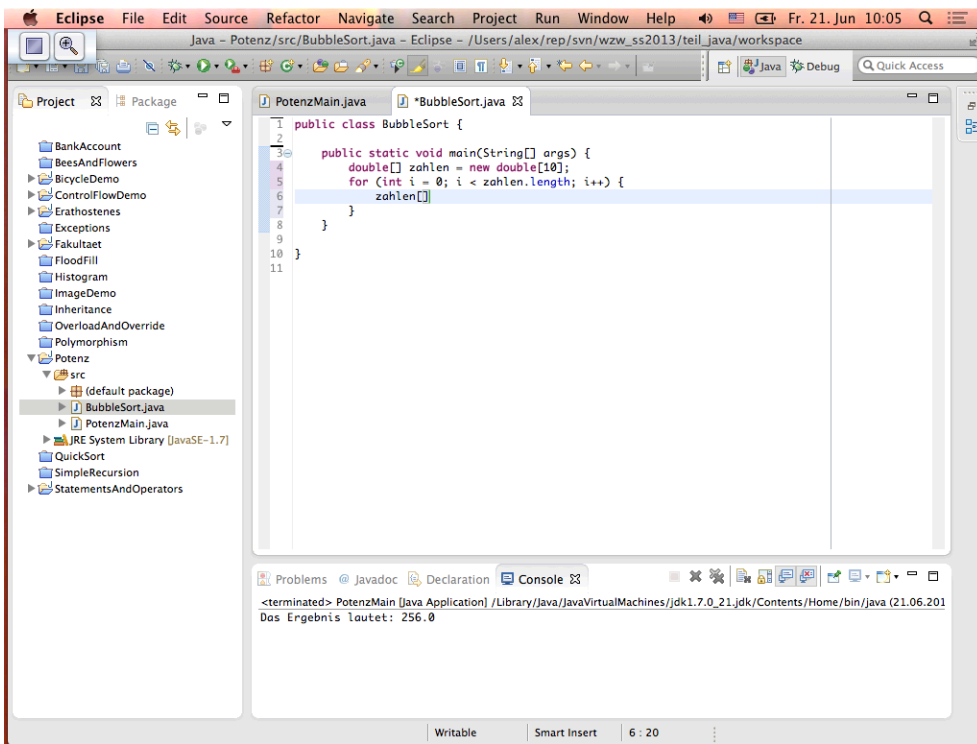 Eclipse File Edit Source Refactor Navigate Search Project Run Window Help Fr. 21. Jun 10:05
Java – Potenz/src/BubbleSort.java – Eclipse – /Users/alex/rep/svn/wzw_ss2013/teil_java/workspace
Java Debug Quick Access
Project Package
BankAccount
BeesAndFlowers
BicycleDemo
ControlFlowDemo
Erathostenes
Exceptions
Fakultaet
FloodFill
Histogram
ImageDemo
Inheritance
OverloadAndOverride
Polymorphism
Potenz
src
(default package)
BubbleSort.java
PotenzMain.java
JRE System Library [JavaSE-1.7]
QuickSort
SimpleRecursion
StatementsAndOperators
PotenzMain.java *BubbleSort.java
1 public class BubbleSort {
2
3 public static void main(String[] args) {
4 double[] zahlen = new double[10];
5 for (int i = 0; i < zahlen.length; i++) {
6 zahlen[]
7 }
8 }
9
10 }
11
Problems @ Javadoc Declaration Console
<terminated> PotenzMain [Java Application] /Library/Java/JavaVirtualMachines/jdk1.7.0_21.jdk/Contents/Home/bin/java (21.06.201
Das Ergebnis lautet: 256.0
Writable Smart Insert 6 : 20